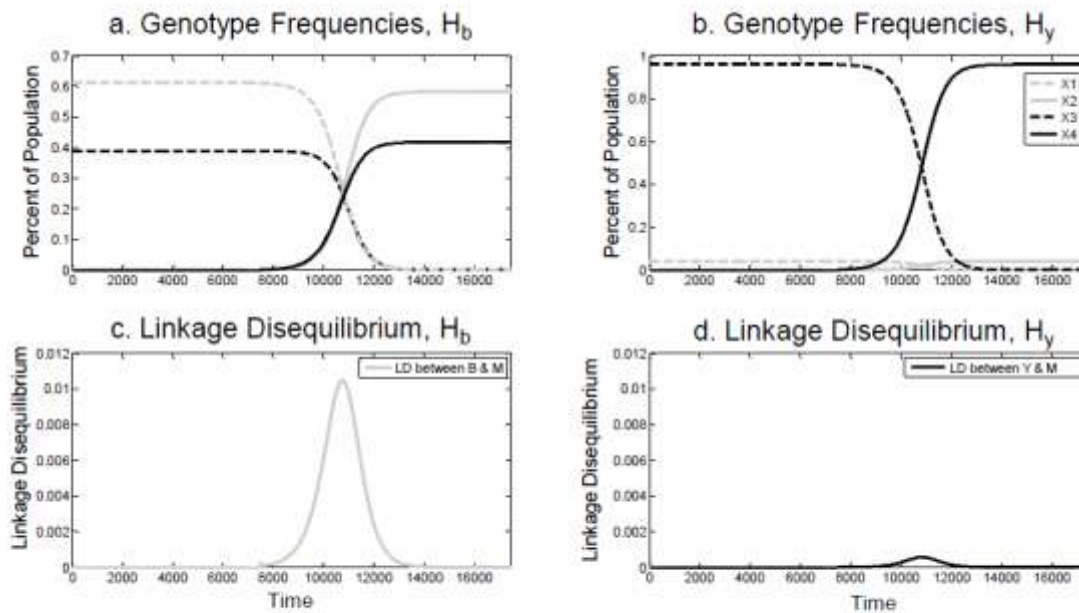 a. Genotype Frequencies, Hb
Percent of Population
0.7
0.6
0.5
0.4
0.3
0.2
0.1
0
0 2000 4000 6000 8000 10000 12000 14000 16000
b. Genotype Frequencies, Hy
Percent of Population
1
0.8
0.6
0.4
0.2
0
X1
X2
X3
X4
0 2000 4000 6000 8000 10000 12000 14000 16000
c. Linkage Disequilibrium, Hb
Linkage Disequilibrium
0.012
0.01
0.008
0.006
0.004
0.002
0
LD between B & M
0 2000 4000 6000 8000 10000 12000 14000 16000
Time
d. Linkage Disequilibrium, Hy
Linkage Disequilibrium
0.012
0.01
0.008
0.006
0.004
0.002
0
LD between Y & M
0 2000 4000 6000 8000 10000 12000 14000 16000
Time